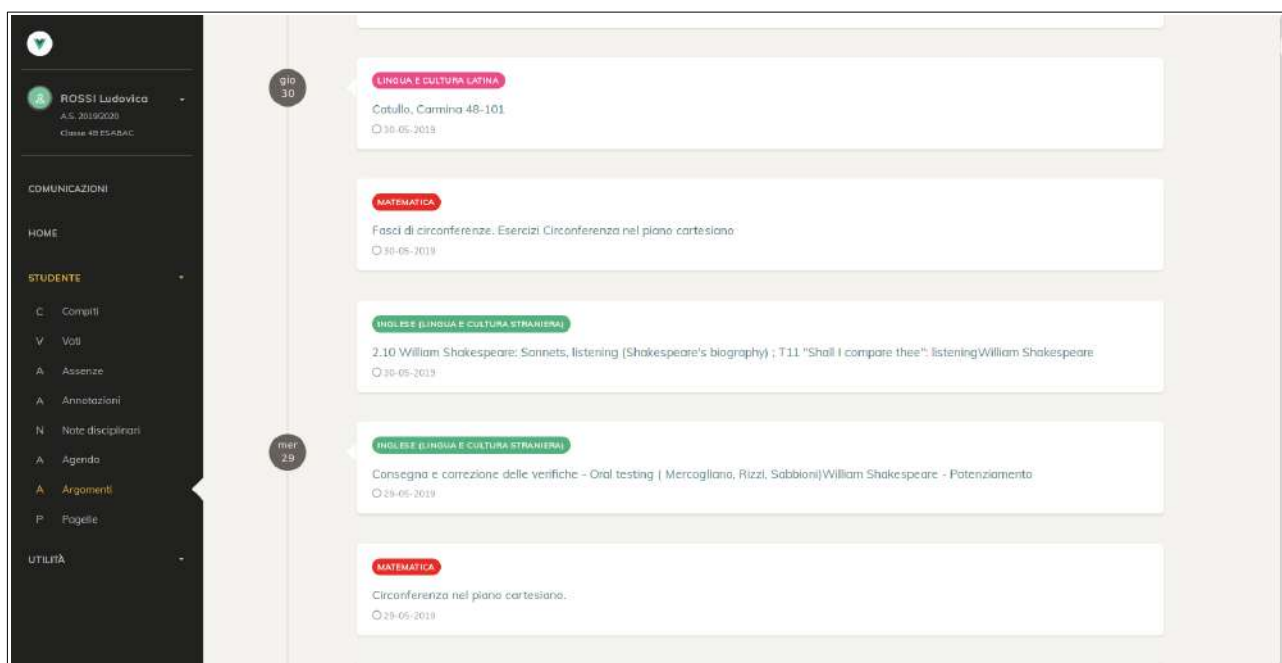 ROSSI Ludovica
A.S. 2019/2020
Classe 4B ESABAC
COMUNICAZIONI
HOME
STUDENTE
C Compiti
V Voti
A Assenze
A Annotazioni
N Note disciplinari
A Agenda
A Argomenti
P Pagelle
UTILITÀ
gio
30
LINGUA E CULTURA LATINA
Catullo, Carmina 48-101
30-05-2019
MATEMATICA
Fasci di circonferenze. Esercizi Circonferenza nel piano cartesiano
30-05-2019
INGLESE (LINGUA E CULTURA STRANIERA)
2.10 William Shakespeare: Sonnets, listening (Shakespeare's biography) ; T11 "Shall I compare thee": listeningWilliam Shakespeare
30-05-2019
mer
29
INGLESE (LINGUA E CULTURA STRANIERA)
Consegna e correzione delle verifiche - Oral testing ( Mercogliano, Rizzi, Sabbioni)William Shakespeare - Potenziamento
29-05-2019
MATEMATICA
Circonferenza nel piano cartesiano.
29-05-2019